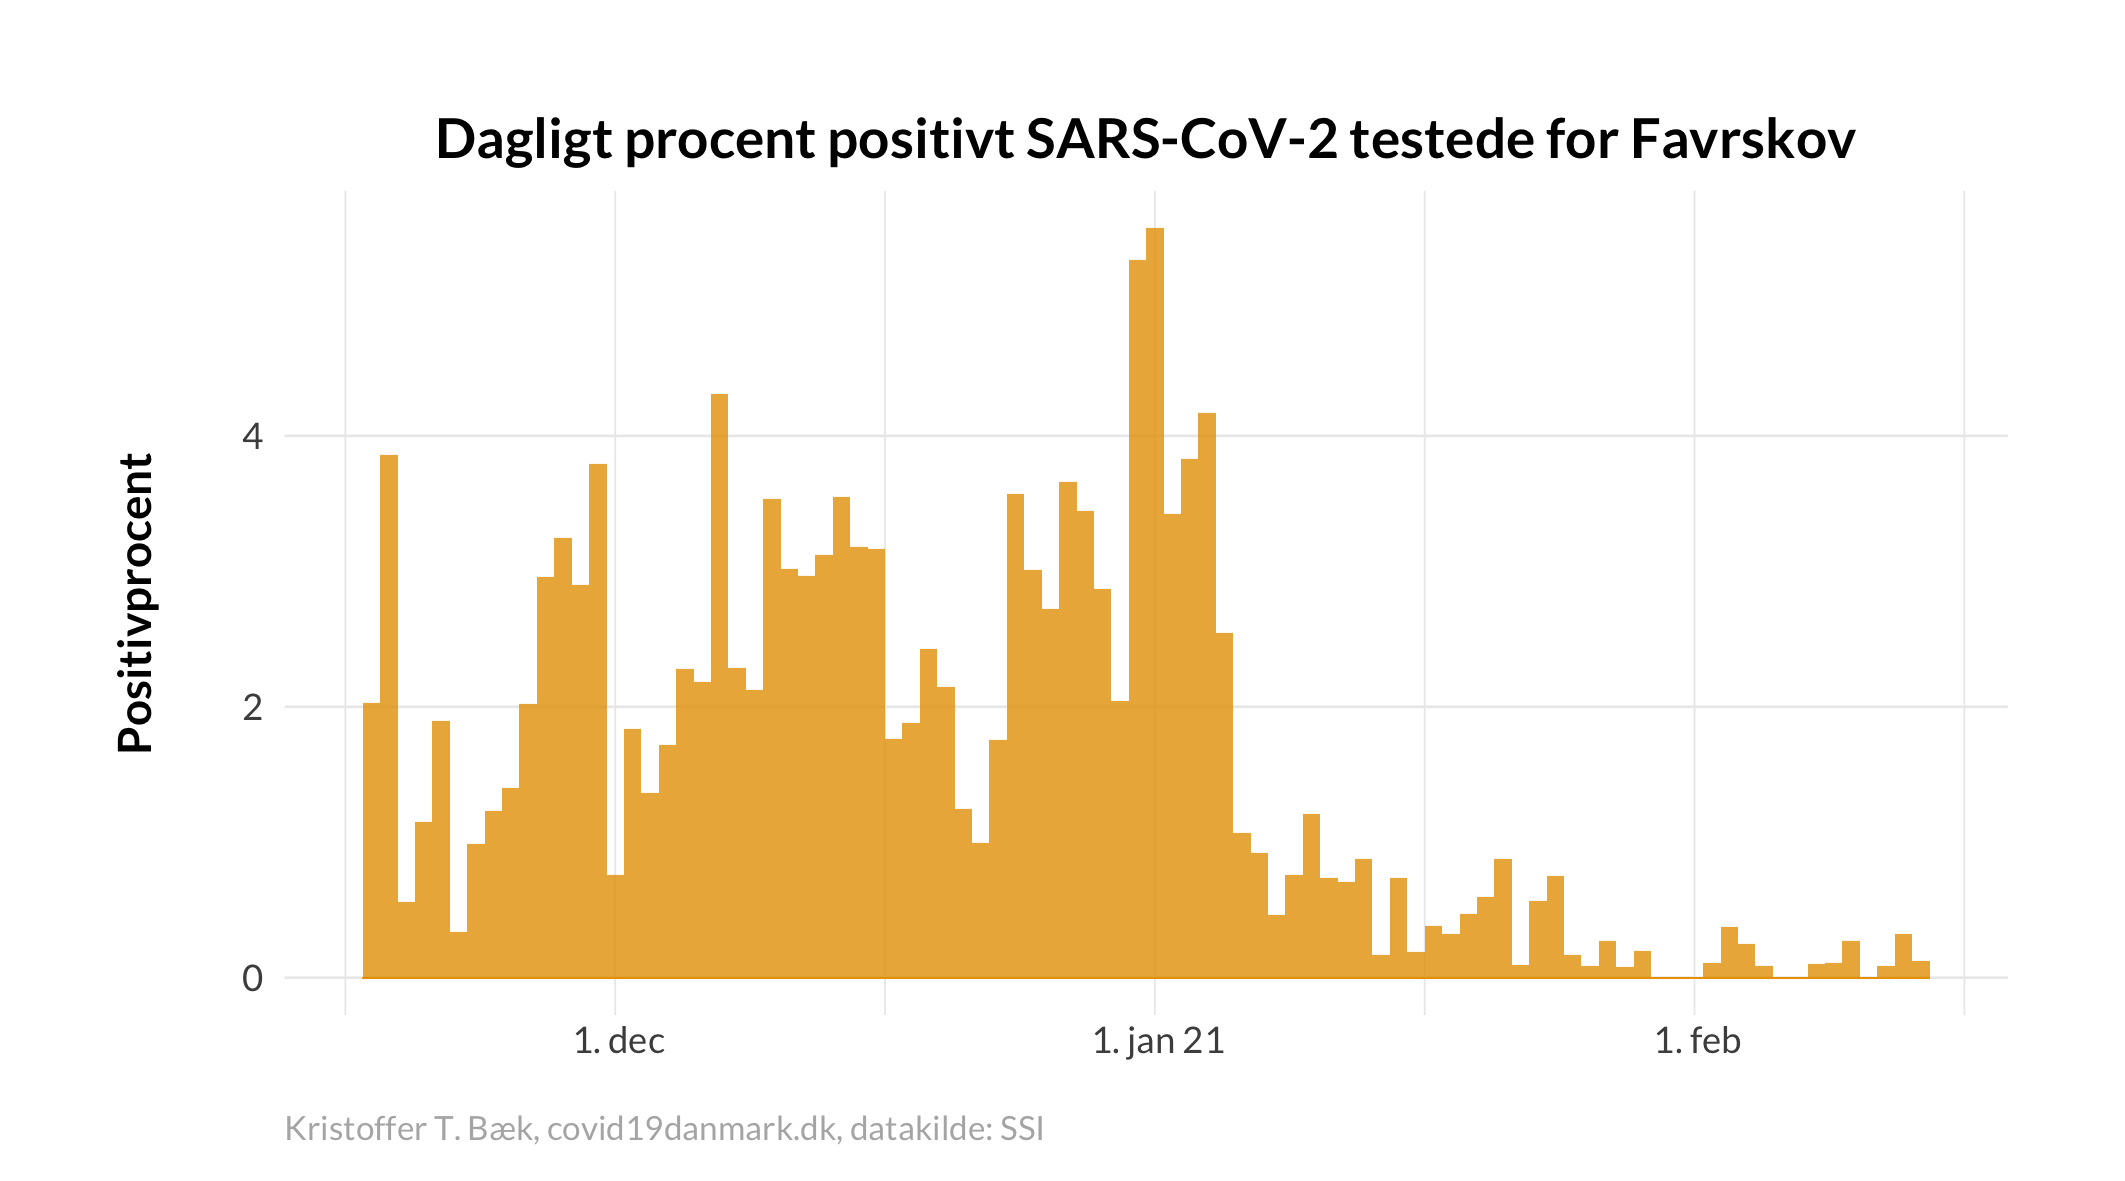 Dagligt procent positivt SARS-CoV-2 testede for Favrskov
Positivprocent
4
2
0
1. dec
1. jan 21
1. feb
Kristoffer T. Bæk, covid19danmark.dk, datakilde: SSI